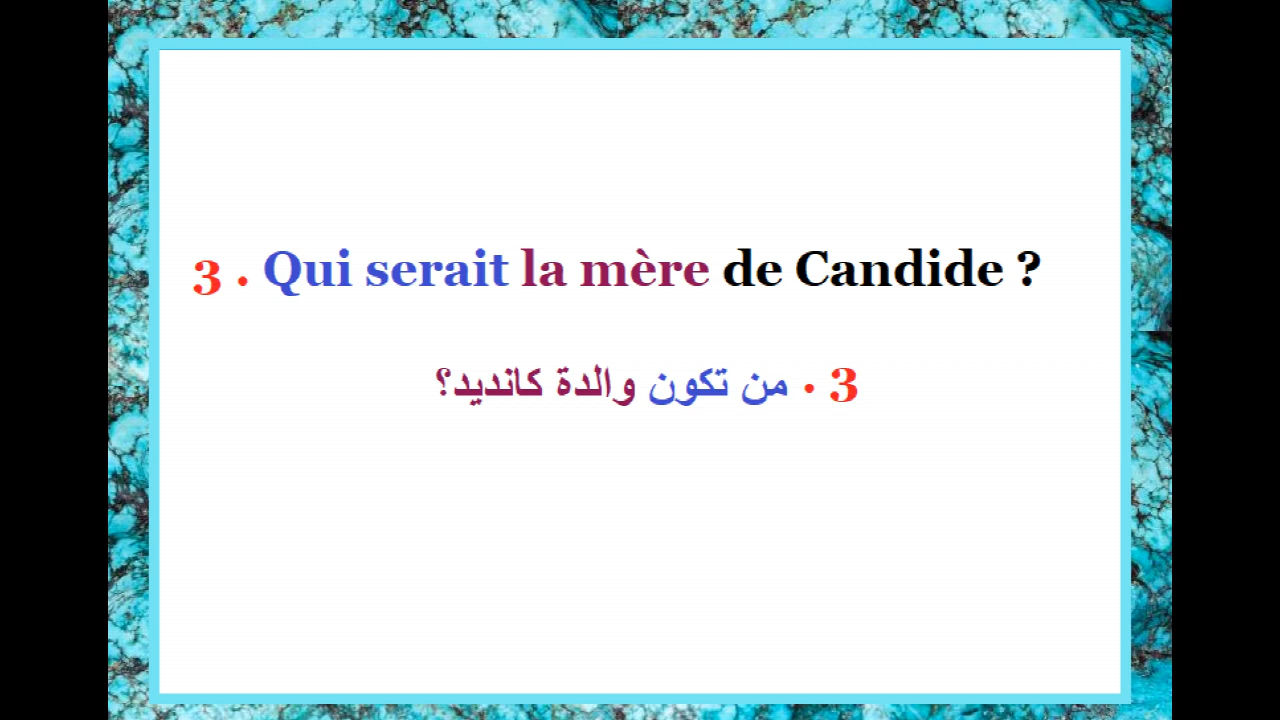 3 . Qui serait la mère de Candide ?
3 . من تكون والدة كانديد؟